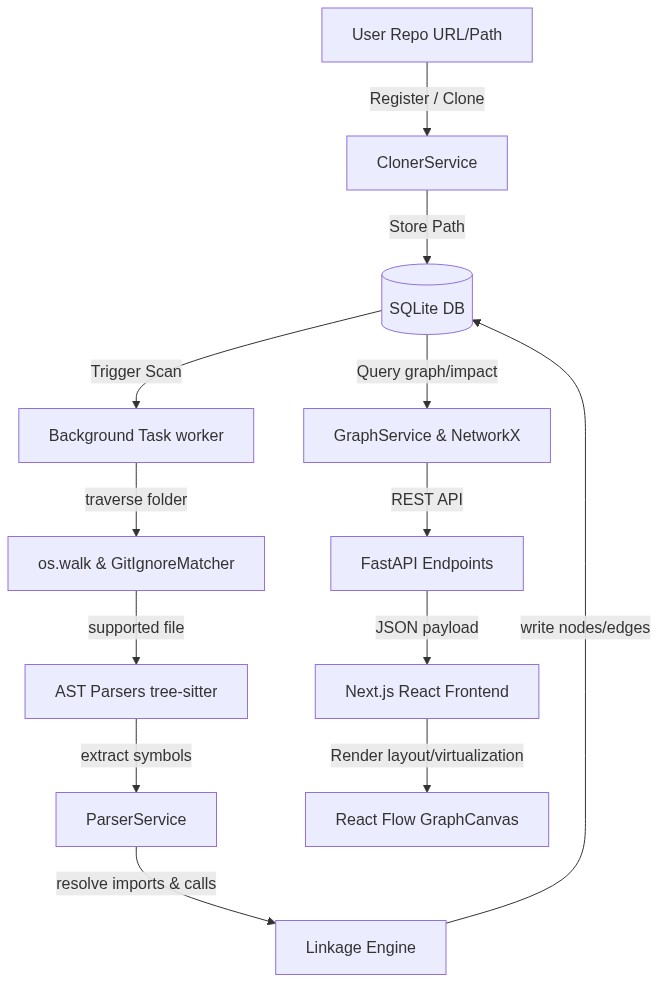 User Repo URL/Path
Register / Clone
ClonerService
Store Path
SQLite DB
Trigger Scan
Query graph/impact
Background Task worker
GraphService & NetworkX
traverse folder
REST API
os.walk & GitIgnoreMatcher
FastAPI Endpoints
supported file
JSON payload
write nodes/edges
AST Parsers tree-sitter
Next.js React Frontend
extract symbols
Render layout/virtualization
ParserService
React Flow GraphCanvas
resolve imports & calls
Linkage Engine